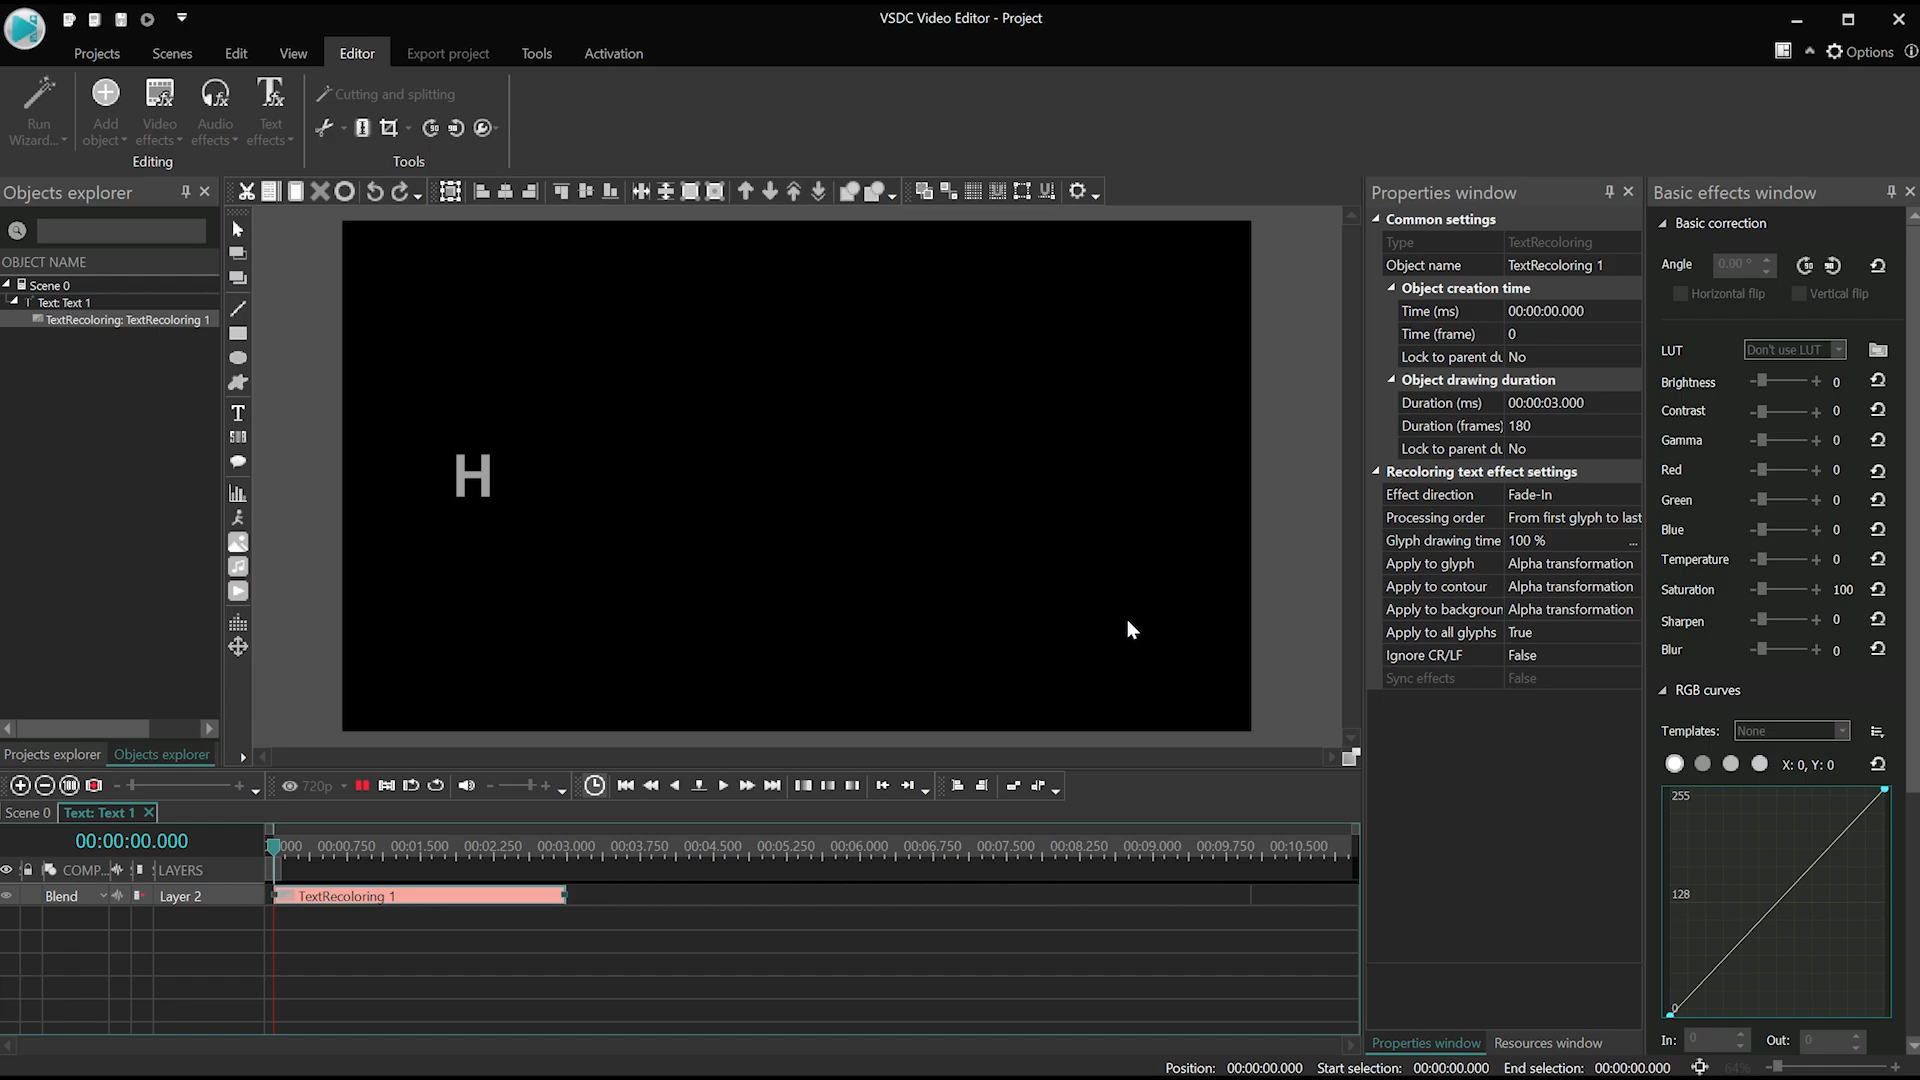 VSDC Video Editor - Project
Projects
Scenes
Edit
View
Editor
Export project
Tools
Activation
Options
Run
Wizard...
Add
object
Video
effects
Audio
effects
Text
effects
Editing
Cutting and splitting
Tools
Objects explorer
OBJECT NAME
Scene 0
Text: Text 1
TextRecoloring: TextRecoloring 1
Projects explorer
Objects explorer
H
Properties window
Common settings
Type TextRecoloring
Object name TextRecoloring 1
Object creation time
Time (ms) 00:00:00.000
Time (frame) 0
Lock to parent du No
Object drawing duration
Duration (ms) 00:00:03.000
Duration (frames) 180
Lock to parent du No
Recoloring text effect settings
Effect direction Fade-In
Processing order From first glyph to last
Glyph drawing time 100 % ...
Apply to glyph Alpha transformation
Apply to contour Alpha transformation
Apply to backgroun Alpha transformation
Apply to all glyphs True
Ignore CR/LF False
Sync effects False
Properties window
Resources window
Basic effects window
Basic correction
Angle 0.00 °
Horizontal flip
Vertical flip
LUT Don't use LUT
Brightness 0
Contrast 0
Gamma 0
Red 0
Green 0
Blue 0
Temperature 0
Saturation 100
Sharpen 0
Blur 0
RGB curves
Templates: None
X: 0, Y: 0
255
128
0
In: 0 Out: 0
720p
Scene 0
Text: Text 1
00:00:00.000
000 00:00.750 00:01.500 00:02.250 00:03.000 00:03.750 00:04.500 00:05.250 00:06.000 00:06.750 00:07.500 00:08.250 00:09.000 00:09.750 00:10.500
COMP... LAYERS
Blend Layer 2 TextRecoloring 1
Position: 00:00:00.000 Start selection: 00:00:00.000 End selection: 00:00:00.000 64%